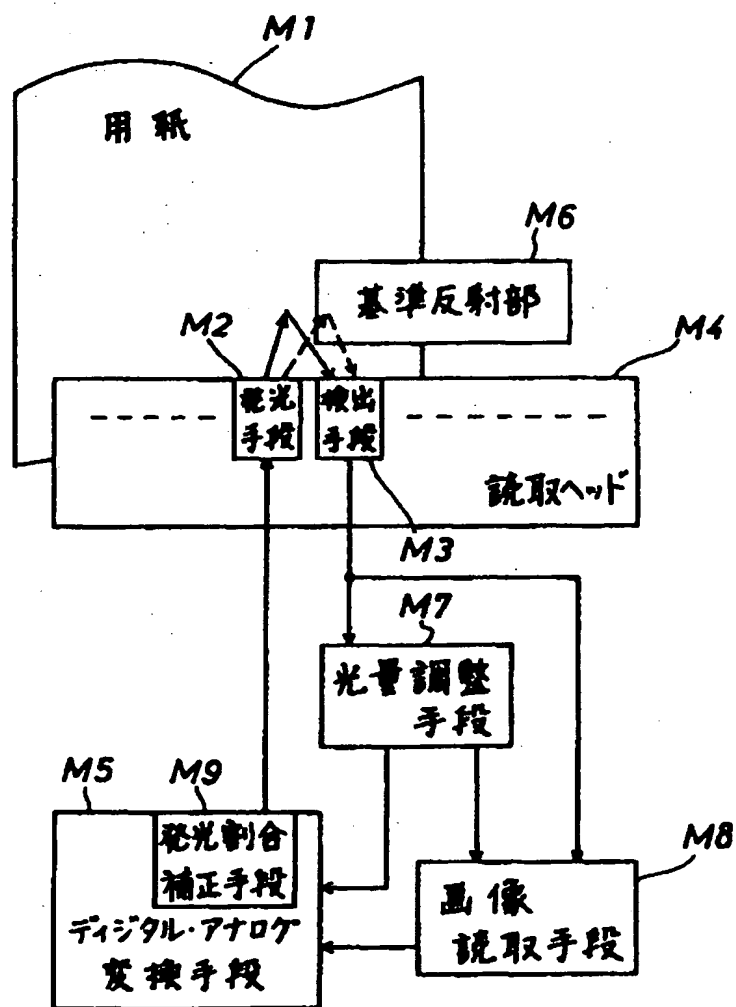 M1
用紙
M6
基準反射部
M2
M4
発光
手段
検出
手段
読取ヘッド
M3
M7
光量調整
手段
M5
M9
発光割合
補正手段
ディジタル・アナログ
変換手段
M8
画像
読取手段